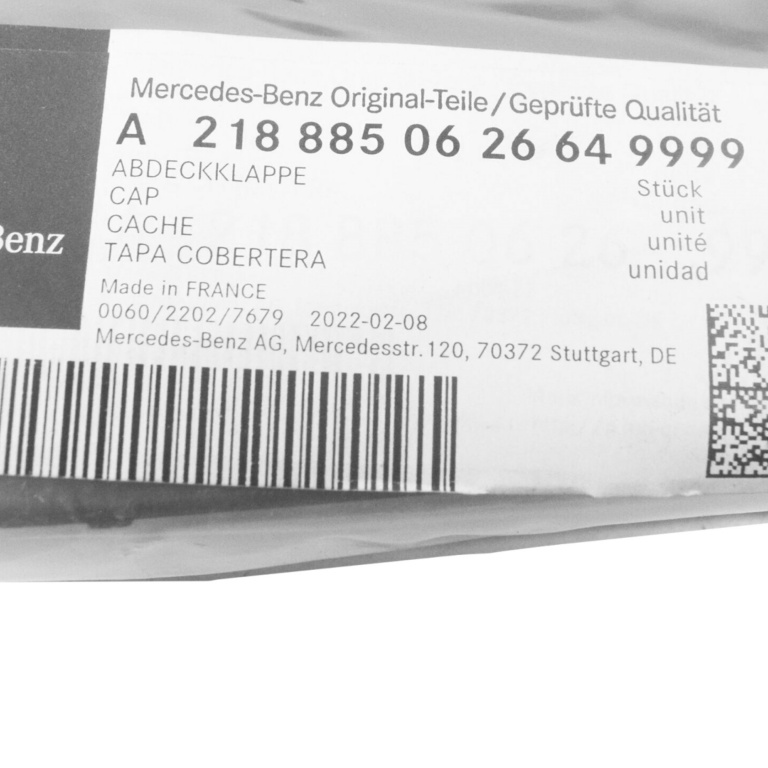 Mercedes-Benz Original-Teile/Geprüfte Qualität
A 218 885 06 26 64 9999
ABDECKKLAPPE Stück
CAP unit
CACHE unité
TAPA COBERTERA unidad
Benz
Made in FRANCE
0060/2202/7679 2022-02-08
Mercedes-Benz AG, Mercedesstr. 120, 70372 Stuttgart, DE